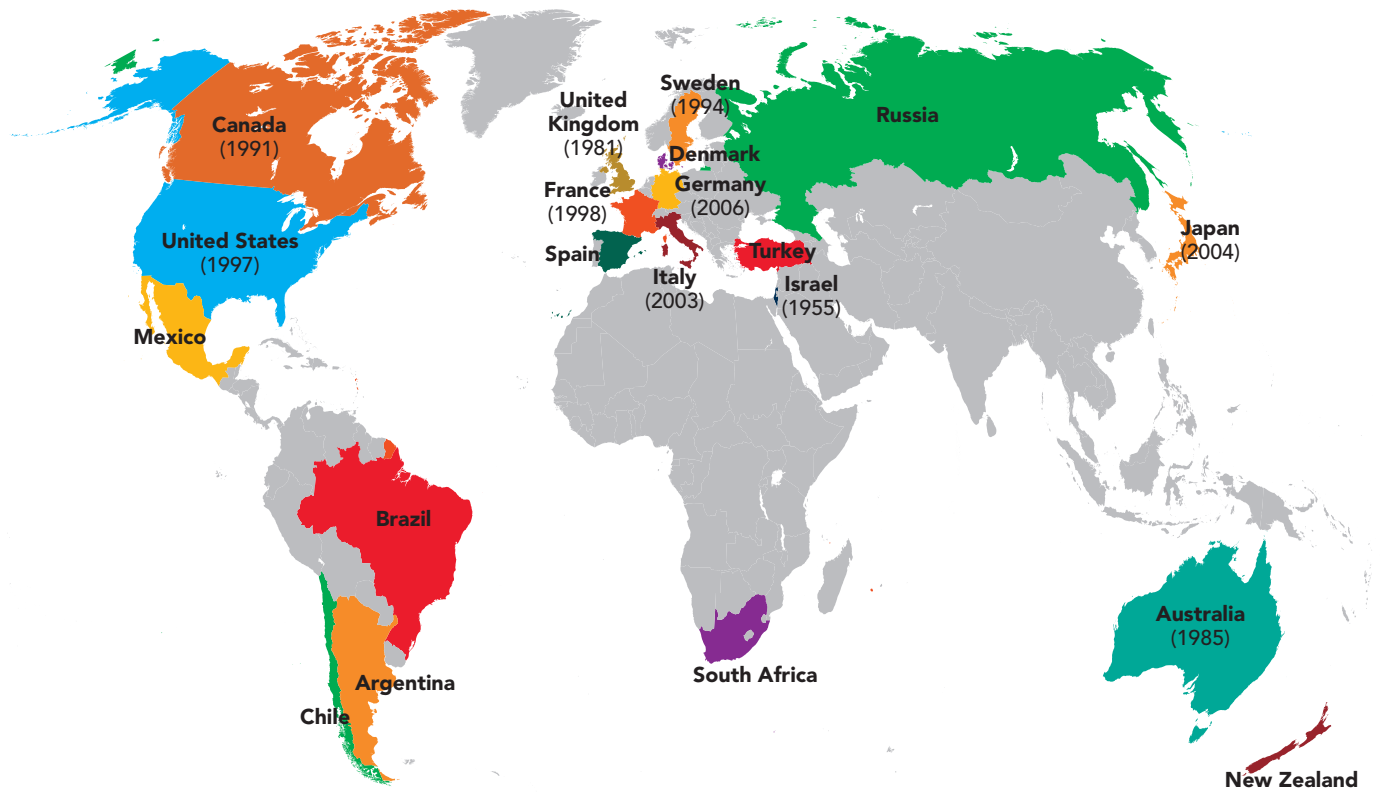 Canada
(1991)
United States
(1997)
Mexico
Brazil
Argentina
Chile
United
Kingdom
(1981)
Sweden
(1994)
Denmark
Germany
(2006)
France
(1998)
Spain
Italy
(2003)
Turkey
Israel
(1955)
Russia
Japan
(2004)
South Africa
Australia
(1985)
New Zealand